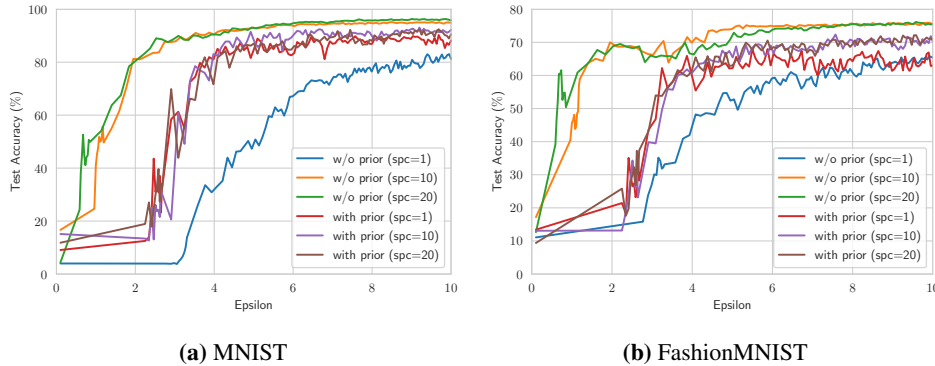 100
80
60
40
20
0
Test Accuracy (%)
w/o prior (spc=1)
w/o prior (spc=10)
w/o prior (spc=20)
with prior (spc=1)
with prior (spc=10)
with prior (spc=20)
0 2 4 6 8 10
Epsilon
(a) MNIST
80
70
60
50
40
30
20
10
0
Test Accuracy (%)
w/o prior (spc=1)
w/o prior (spc=10)
w/o prior (spc=20)
with prior (spc=1)
with prior (spc=10)
with prior (spc=20)
0 2 4 6 8 10
Epsilon
(b) FashionMNIST